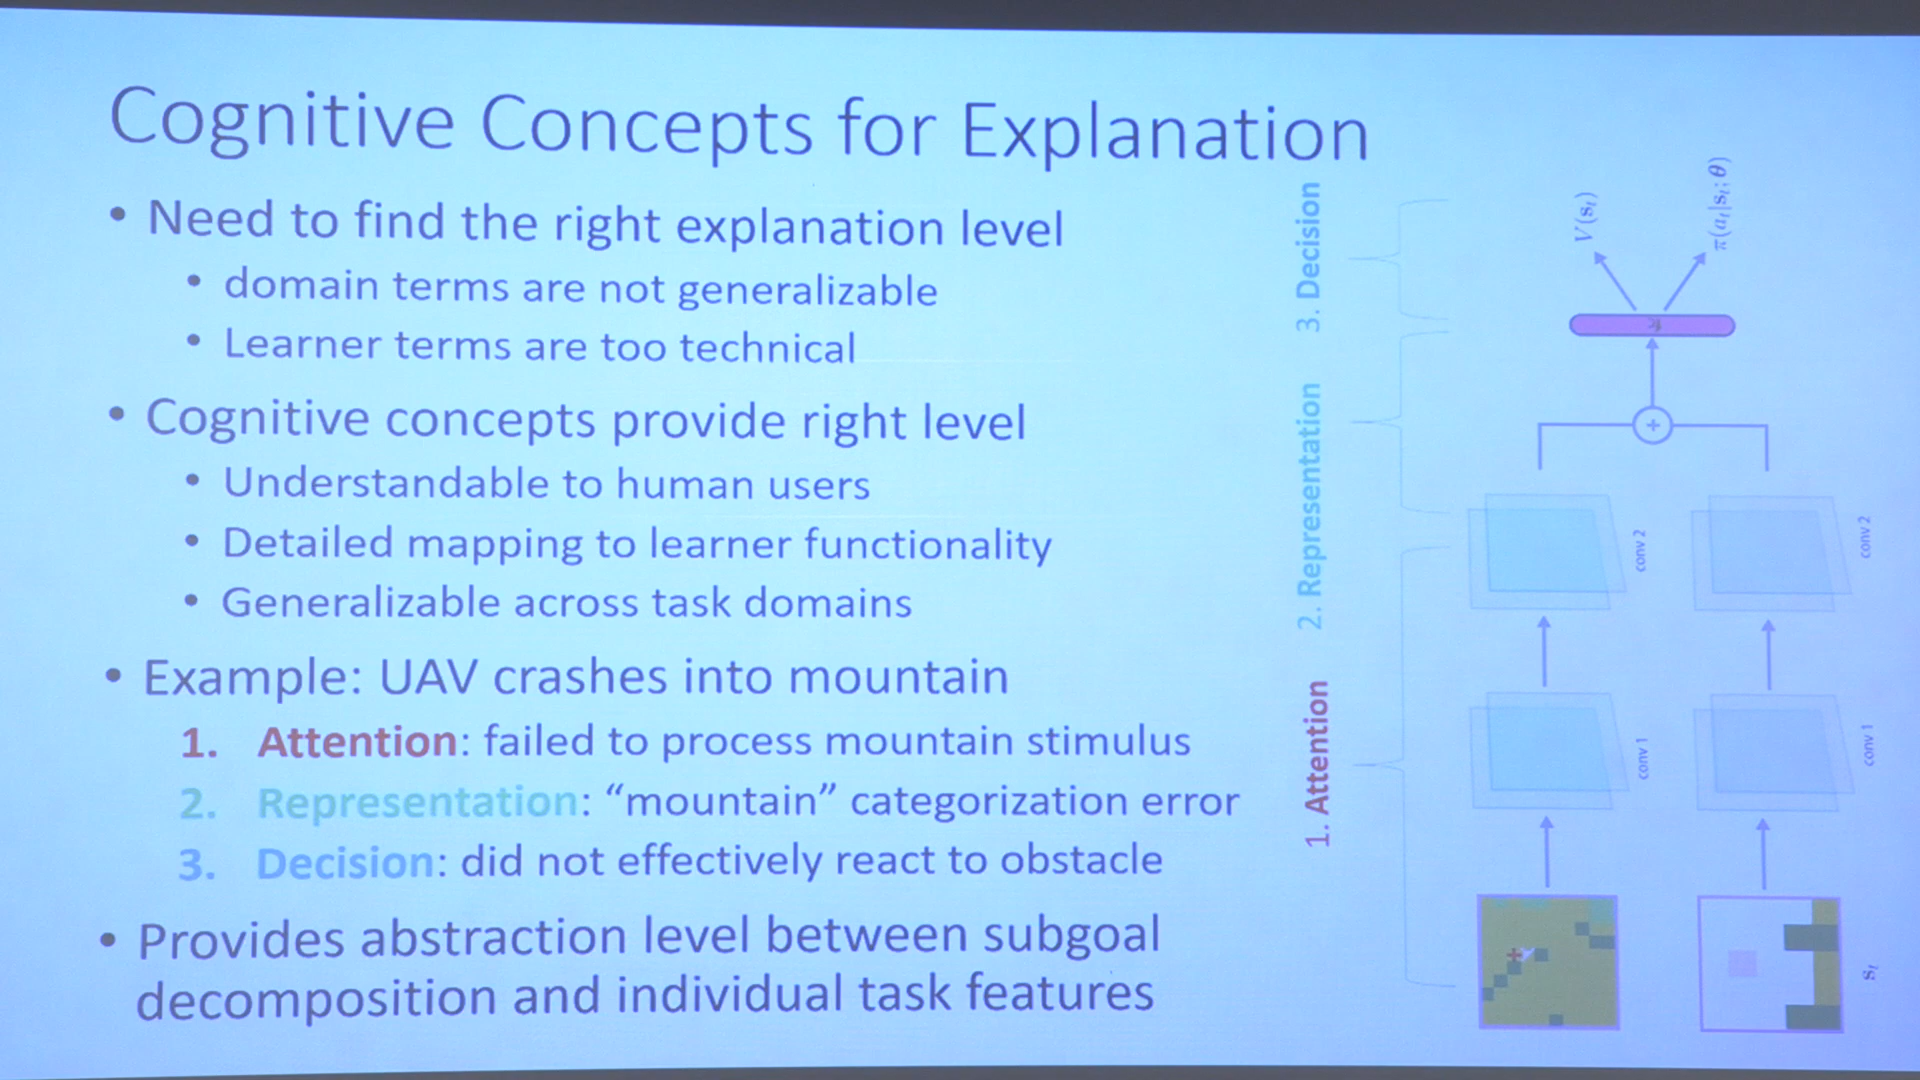 Cognitive Concepts for Explanation
• Need to find the right explanation level
• domain terms are not generalizable
• Learner terms are too technical
• Cognitive concepts provide right level
• Understandable to human users
• Detailed mapping to learner functionality
• Generalizable across task domains
• Example: UAV crashes into mountain
1. Attention: failed to process mountain stimulus
2. Representation: “mountain” categorization error
3. Decision: did not effectively react to obstacle
• Provides abstraction level between subgoal
decomposition and individual task features
3. Decision
2. Representation
1. Attention
V(sₜ)
π(aₜ|sₜ; θ)
+
conv 2
conv 2
conv 1
conv 1
sₜ